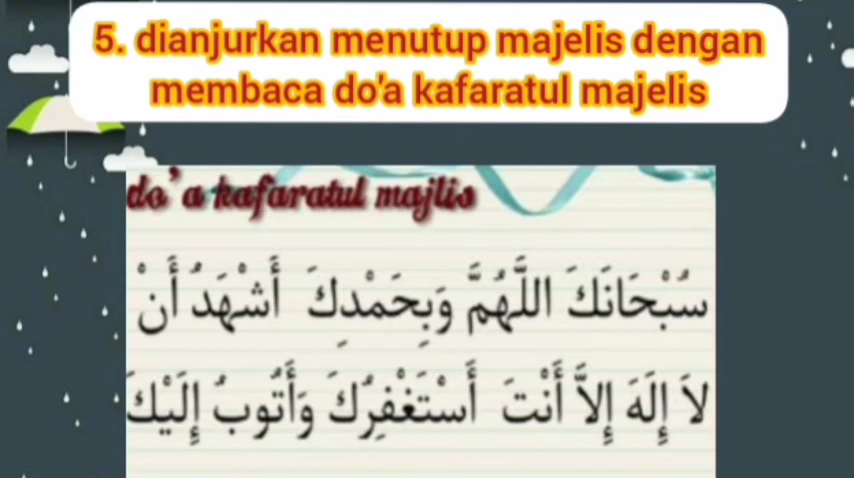 5. dianjurkan menutup majelis dengan
membaca do'a kafaratul majelis
do'a kafaratul majlis
سُبْحَانَكَ اللَّهُمَّ وَبِحَمْدِكَ أَشْهَدُ أَنْ
لاَ إِلَهَ إِلاَّ أَنْتَ أَسْتَغْفِرُكَ وَأَتُوبُ إِلَيْكَ